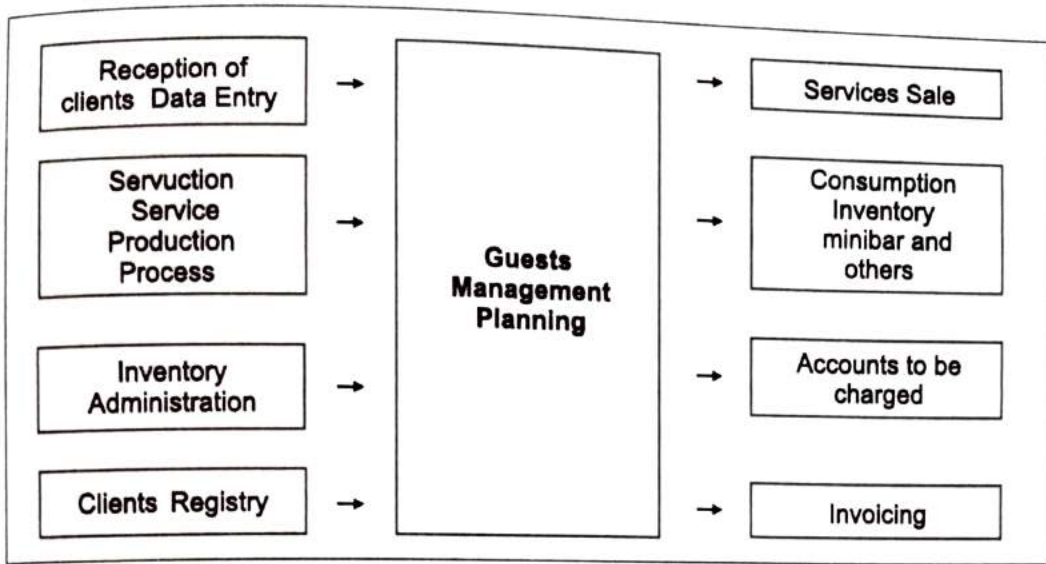 Reception of
clients Data Entry
Servuction
Service
Production
Process
Inventory
Administration
Clients Registry
Guests
Management
Planning
Services Sale
Consumption
Inventory
minibar and
others
Accounts to be
charged
Invoicing